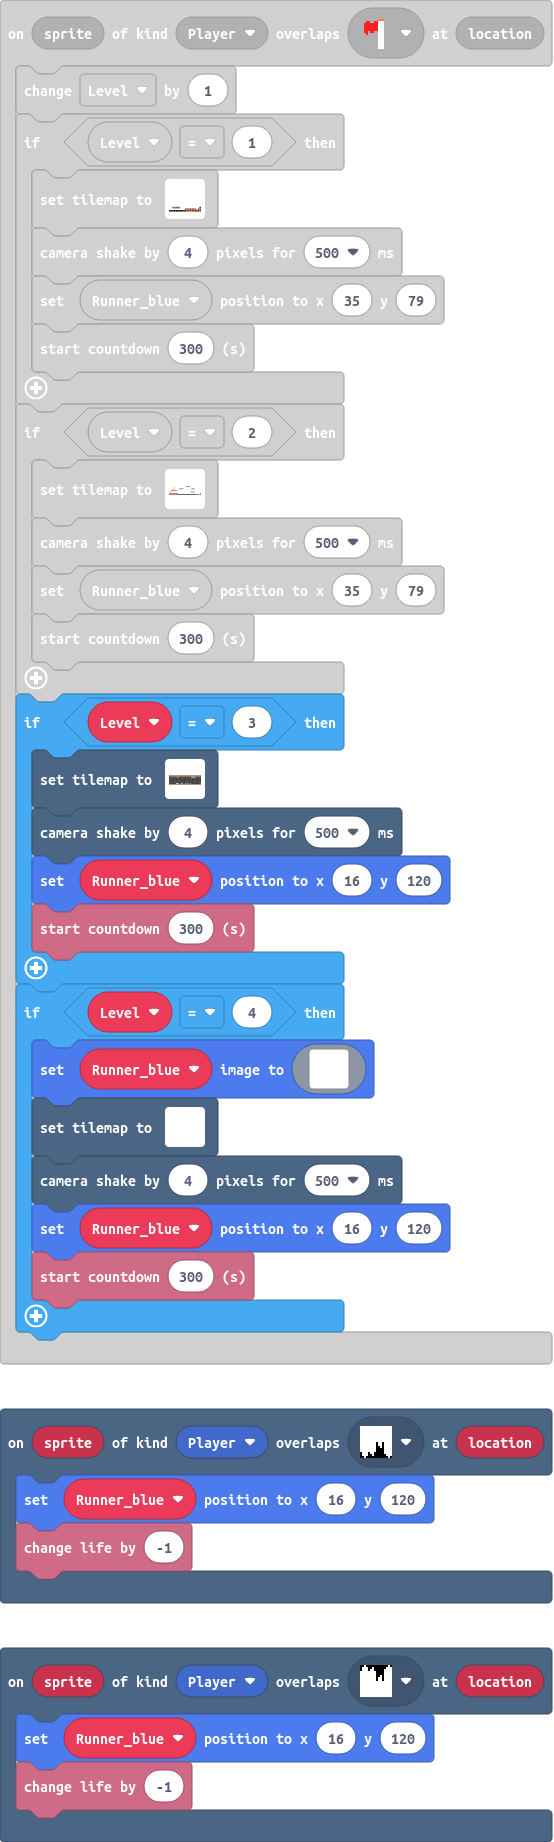 on sprite of kind Player overlaps at location
change Level by 1
if Level = 1 then
set tilemap to
camera shake by 4 pixels for 500 ms
set Runner_blue position to x 35 y 79
start countdown 300 (s)
if Level = 2 then
set tilemap to
camera shake by 4 pixels for 500 ms
set Runner_blue position to x 35 y 79
start countdown 300 (s)
if Level = 3 then
set tilemap to
camera shake by 4 pixels for 500 ms
set Runner_blue position to x 16 y 120
start countdown 300 (s)
if Level = 4 then
set Runner_blue image to
set tilemap to
camera shake by 4 pixels for 500 ms
set Runner_blue position to x 16 y 120
start countdown 300 (s)
on sprite of kind Player overlaps at location
set Runner_blue position to x 16 y 120
change life by -1
on sprite of kind Player overlaps at location
set Runner_blue position to x 16 y 120
change life by -1